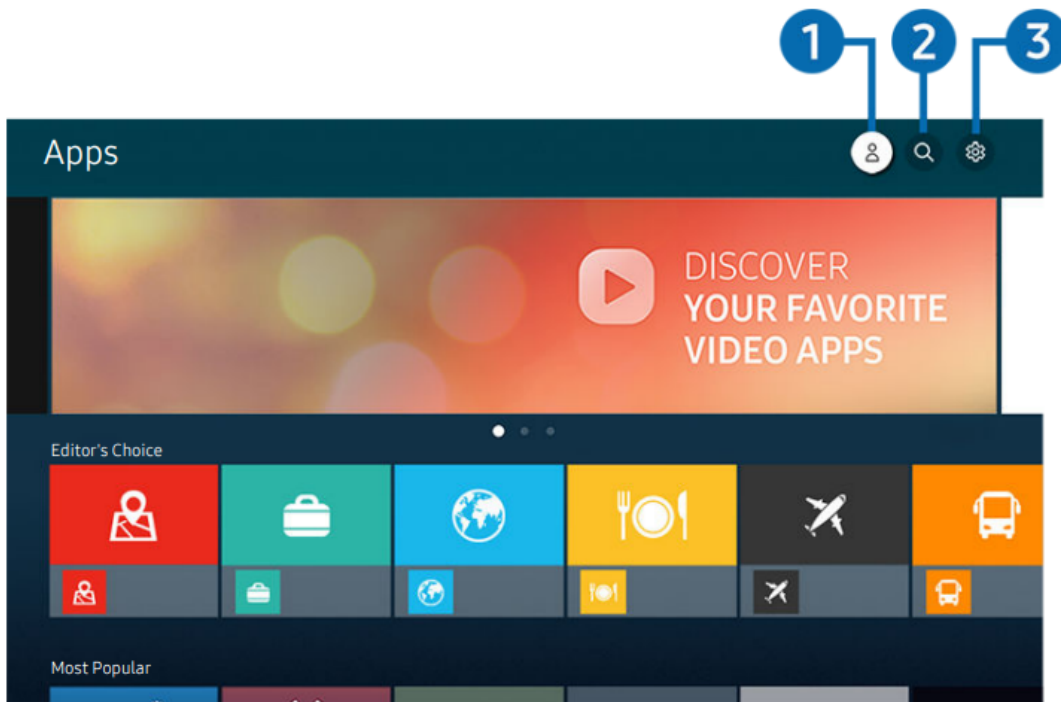 1 2 3
Apps
DISCOVER
YOUR FAVORITE
VIDEO APPS
Editor's Choice
Most Popular